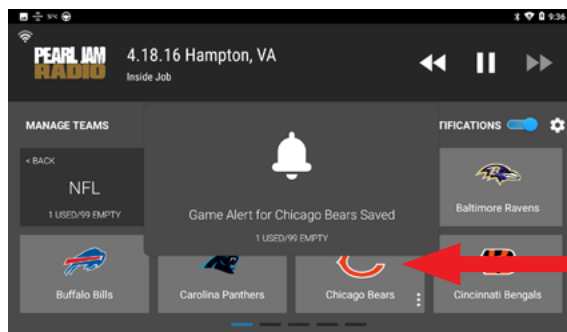 9:36
PEARL JAM
RADIO
4.18.16 Hampton, VA
Inside Job
MANAGE TEAMS
TIFICATIONS
< BACK
NFL
1 USED/99 EMPTY
Game Alert for Chicago Bears Saved
1 USED/99 EMPTY
Baltimore Ravens
Buffalo Bills
Carolina Panthers
Chicago Bears
Cincinnati Bengals